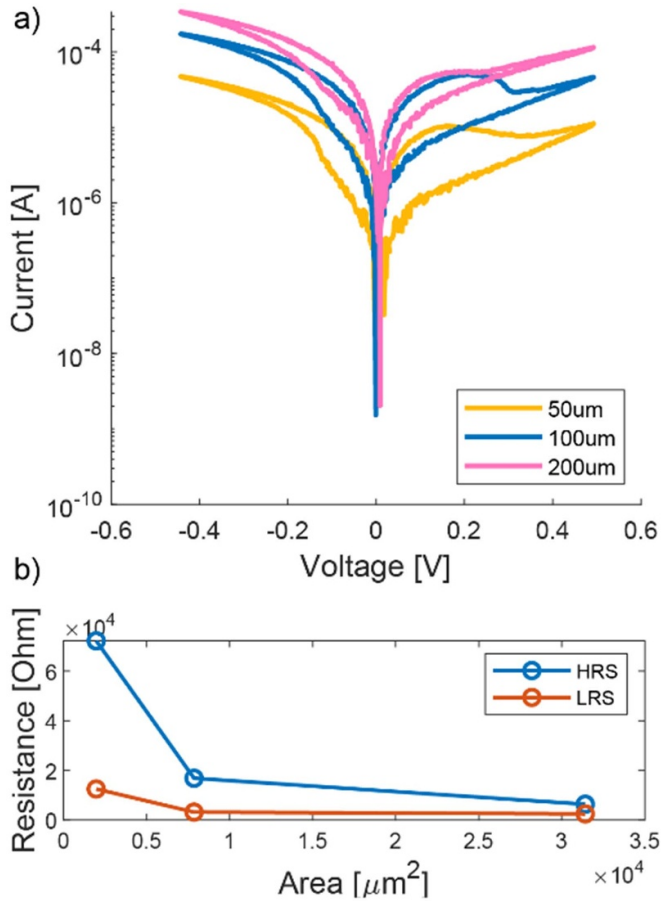 a)
10^-4
10^-6
10^-8
10^-10
Current [A]
50um
100um
200um
-0.6 -0.4 -0.2 0 0.2 0.4 0.6
Voltage [V]
b)
×10^4
Resistance [Ohm]
6
4
2
0
HRS
LRS
0 0.5 1 1.5 2 2.5 3 3.5
×10^4
Area [μm^2]